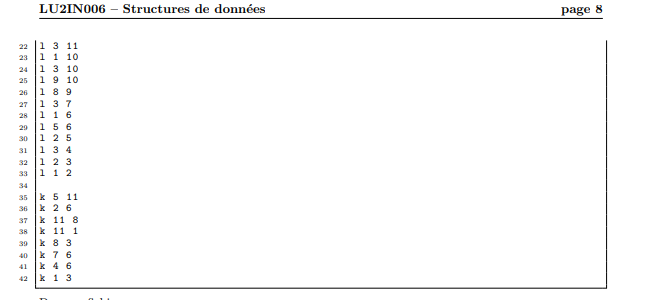 LU2IN006 – Structures de données page 8
22 l 3 11
23 l 1 10
24 l 3 10
25 l 9 10
26 l 8 9
27 l 3 7
28 l 1 6
29 l 5 6
30 l 2 5
31 l 3 4
32 l 2 3
33 l 1 2
34
35 k 5 11
36 k 2 6
37 k 11 8
38 k 11 1
39 k 8 3
40 k 7 6
41 k 4 6
42 k 1 3